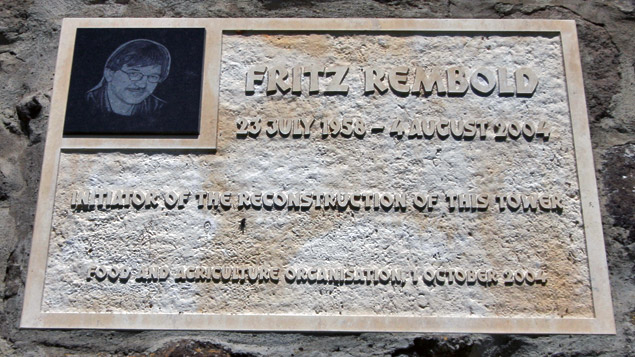 FRITZ REMBOLD
23 JULY 1958 – 4 AUGUST 2004
INITIATOR OF THE RECONSTRUCTION OF THIS TOWER
FOOD AND AGRICULTURE ORGANISATION, 1 OCTOBER 2004